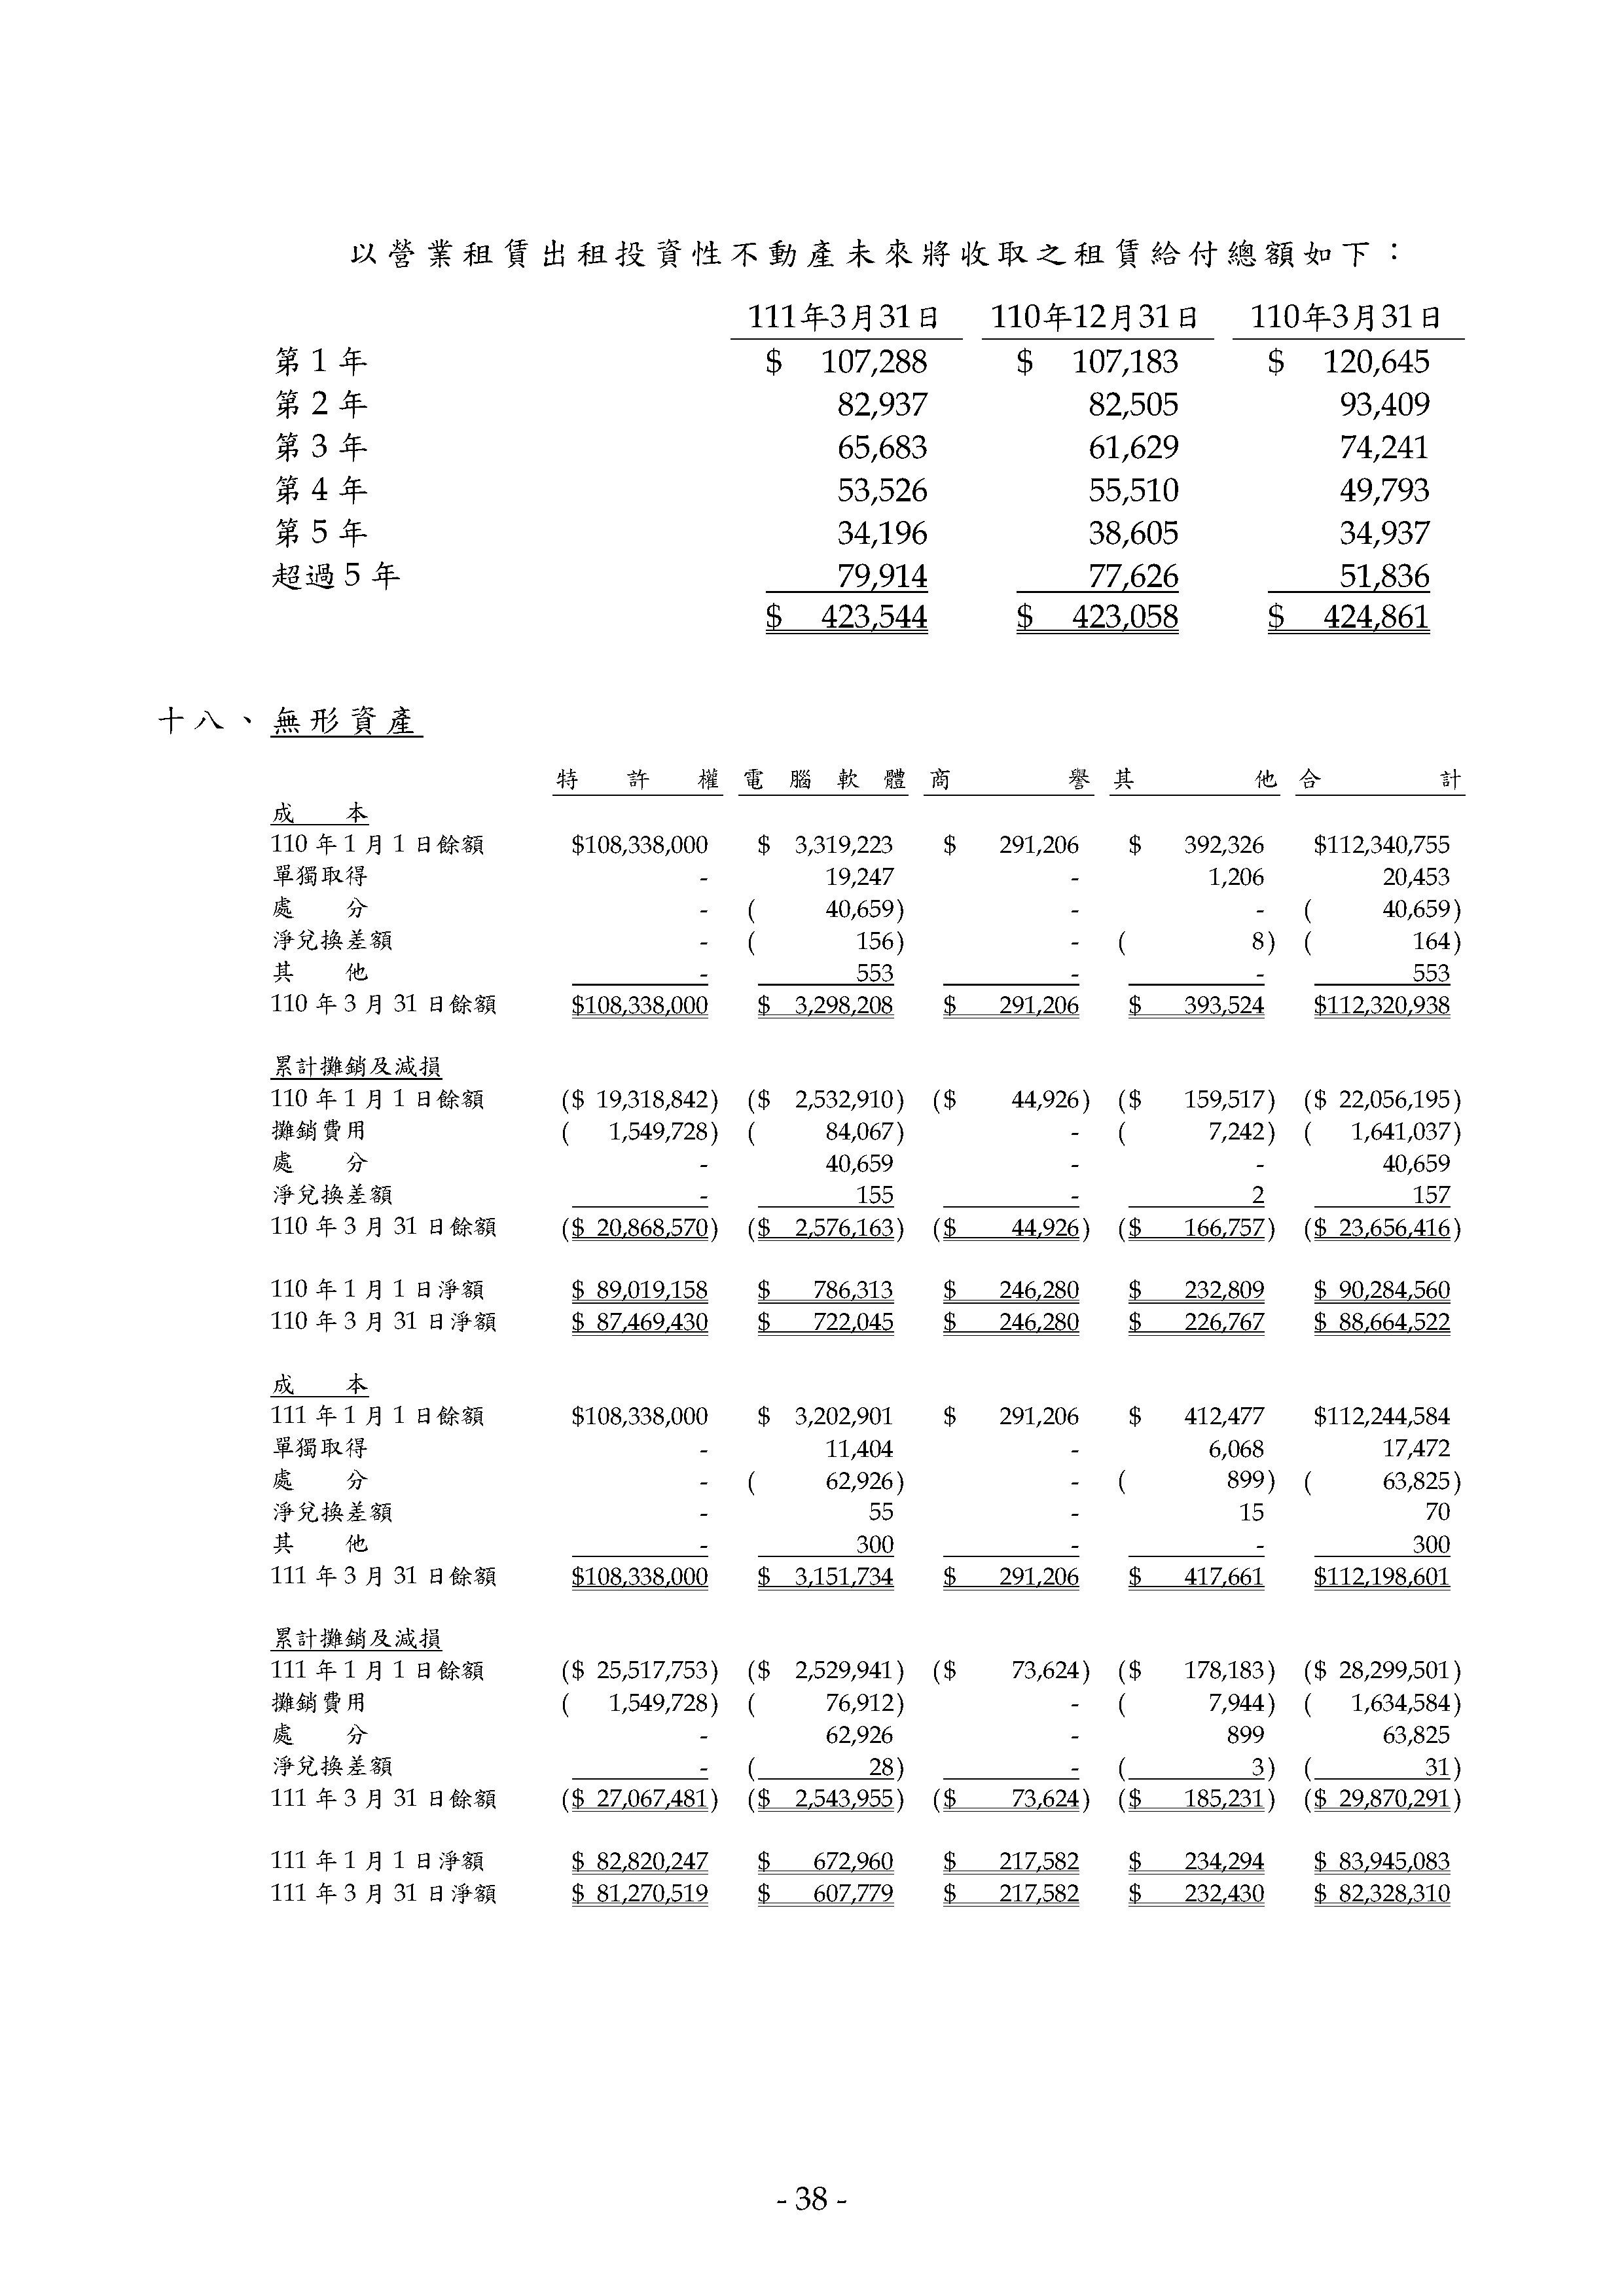 以營業租賃出租投資性不動產未來將收取之租賃給付總額如下：
111年3月31日 110年12月31日 110年3月31日
第1年 $ 107,288 $ 107,183 $ 120,645
第2年 82,937 82,505 93,409
第3年 65,683 61,629 74,241
第4年 53,526 55,510 49,793
第5年 34,196 38,605 34,937
超過5年 79,914 77,626 51,836
$ 423,544 $ 423,058 $ 424,861
十八、無形資產
特許權 電腦軟體 商譽 其他 合計
成本
110年1月1日餘額 $108,338,000 $ 3,319,223 $ 291,206 $ 392,326 $112,340,755
單獨取得 - 19,247 - 1,206 20,453
處分 - ( 40,659) - - ( 40,659)
淨兌換差額 - ( 156) - ( 8) ( 164)
其他 - 553 - - 553
110年3月31日餘額 $108,338,000 $ 3,298,208 $ 291,206 $ 393,524 $112,320,938
累計攤銷及減損
110年1月1日餘額 ($ 19,318,842) ($ 2,532,910) ($ 44,926) ($ 159,517) ($ 22,056,195)
攤銷費用 ( 1,549,728) ( 84,067) - ( 7,242) ( 1,641,037)
處分 - 40,659 - - 40,659
淨兌換差額 - 155 - 2 157
110年3月31日餘額 ($ 20,868,570) ($ 2,576,163) ($ 44,926) ($ 166,757) ($ 23,656,416)
110年1月1日淨額 $ 89,019,158 $ 786,313 $ 246,280 $ 232,809 $ 90,284,560
110年3月31日淨額 $ 87,469,430 $ 722,045 $ 246,280 $ 226,767 $ 88,664,522
成本
111年1月1日餘額 $108,338,000 $ 3,202,901 $ 291,206 $ 412,477 $112,244,584
單獨取得 - 11,404 - 6,068 17,472
處分 - ( 62,926) - ( 899) ( 63,825)
淨兌換差額 - 55 - 15 70
其他 - 300 - - 300
111年3月31日餘額 $108,338,000 $ 3,151,734 $ 291,206 $ 417,661 $112,198,601
累計攤銷及減損
111年1月1日餘額 ($ 25,517,753) ($ 2,529,941) ($ 73,624) ($ 178,183) ($ 28,299,501)
攤銷費用 ( 1,549,728) ( 76,912) - ( 7,944) ( 1,634,584)
處分 - 62,926 - 899 63,825
淨兌換差額 - ( 28) - ( 3) ( 31)
111年3月31日餘額 ($ 27,067,481) ($ 2,543,955) ($ 73,624) ($ 185,231) ($ 29,870,291)
111年1月1日淨額 $ 82,820,247 $ 672,960 $ 217,582 $ 234,294 $ 83,945,083
111年3月31日淨額 $ 81,270,519 $ 607,779 $ 217,582 $ 232,430 $ 82,328,310
- 38 -